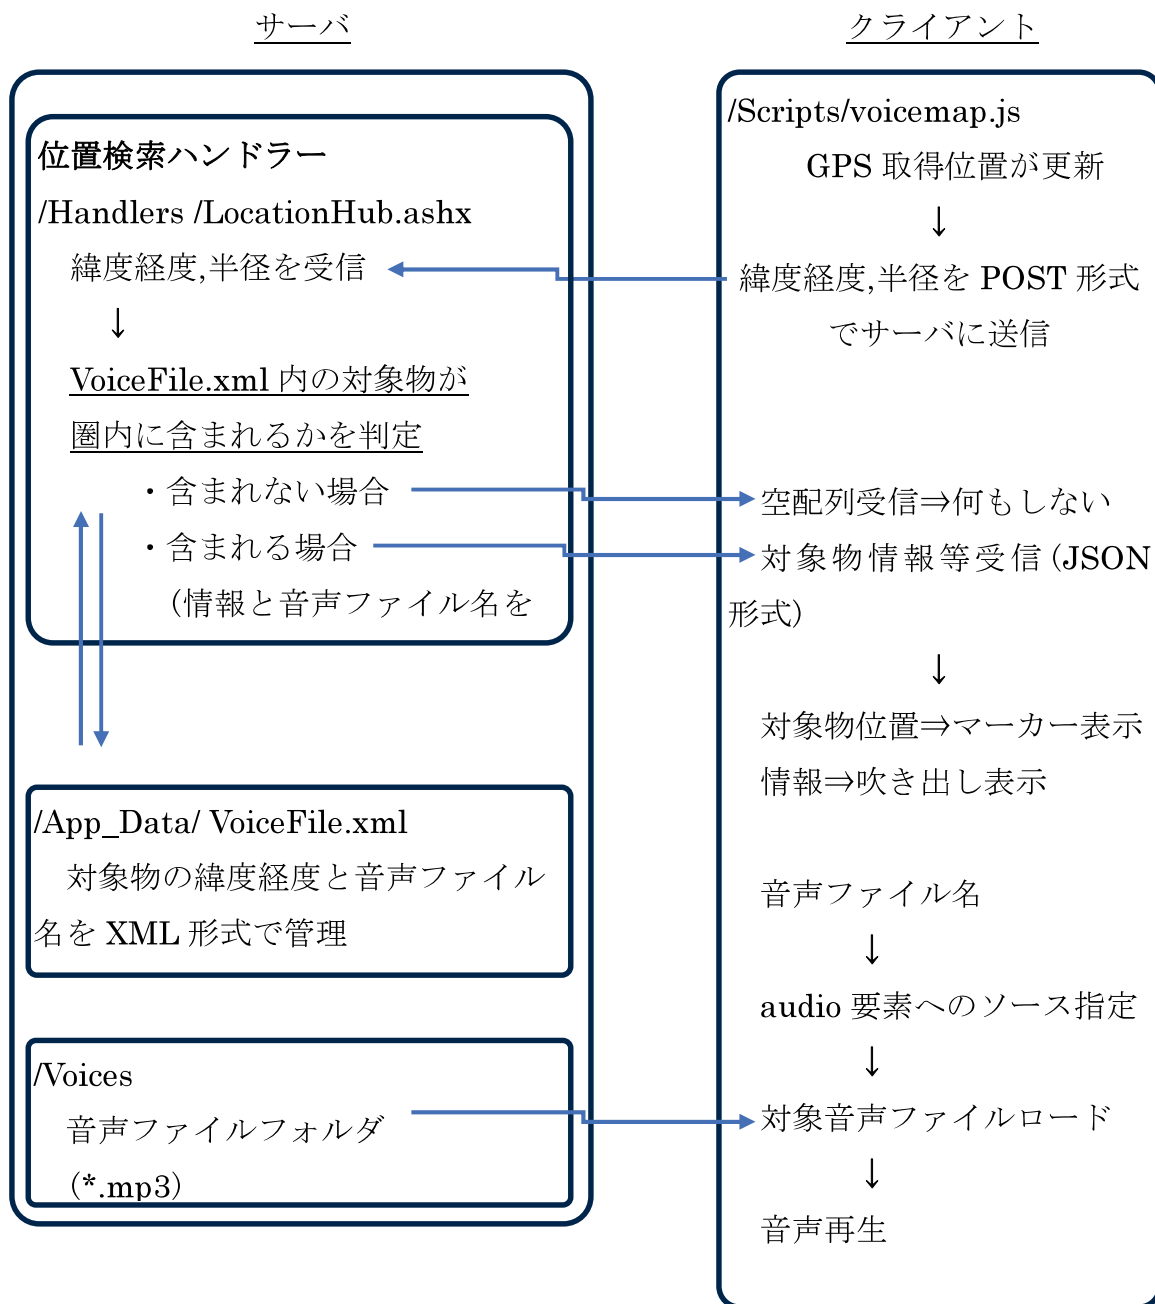 サーバ
位置検索ハンドラー
/Handlers /LocationHub.ashx
緯度経度,半径を受信
↓
VoiceFile.xml 内の対象物が
圏内に含まれるかを判定
・含まれない場合
・含まれる場合
(情報と音声ファイル名を
/App_Data/ VoiceFile.xml
対象物の緯度経度と音声ファイル
名を XML 形式で管理
/Voices
音声ファイルフォルダ
(*.mp3)
クライアント
/Scripts/voicemap.js
GPS 取得位置が更新
↓
緯度経度,半径を POST 形式
でサーバに送信
空配列受信⇒何もしない
対象物情報等受信(JSON
形式)
↓
対象物位置⇒マーカー表示
情報⇒吹き出し表示
音声ファイル名
↓
audio 要素へのソース指定
↓
対象音声ファイルロード
↓
音声再生